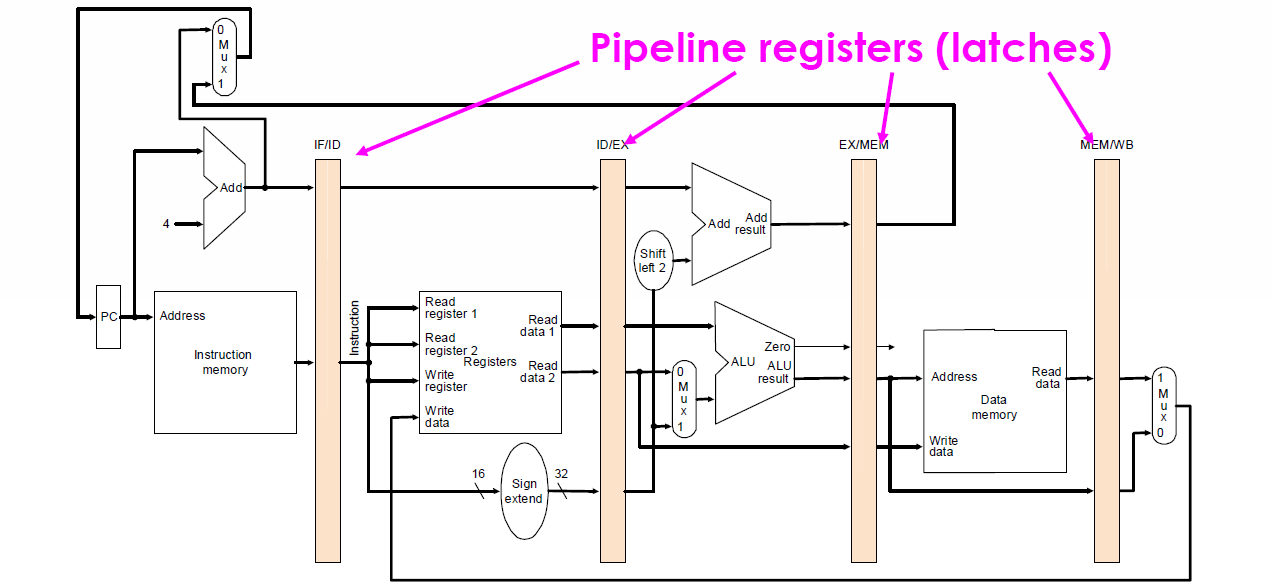 Pipeline registers (latches)
0
M
u
x
1
IF/ID
ID/EX
EX/MEM
MEM/WB
Add
4
Add
Add
result
Shift
left 2
PC
Address
Instruction
memory
Instruction
Read
register 1
Read
register 2
Write
register
Write
data
Registers
Read
data 1
Read
data 2
0
M
u
x
1
Zero
ALU
ALU
result
Address
Read
data
Data
memory
Write
data
1
M
u
x
0
16
Sign
extend
32